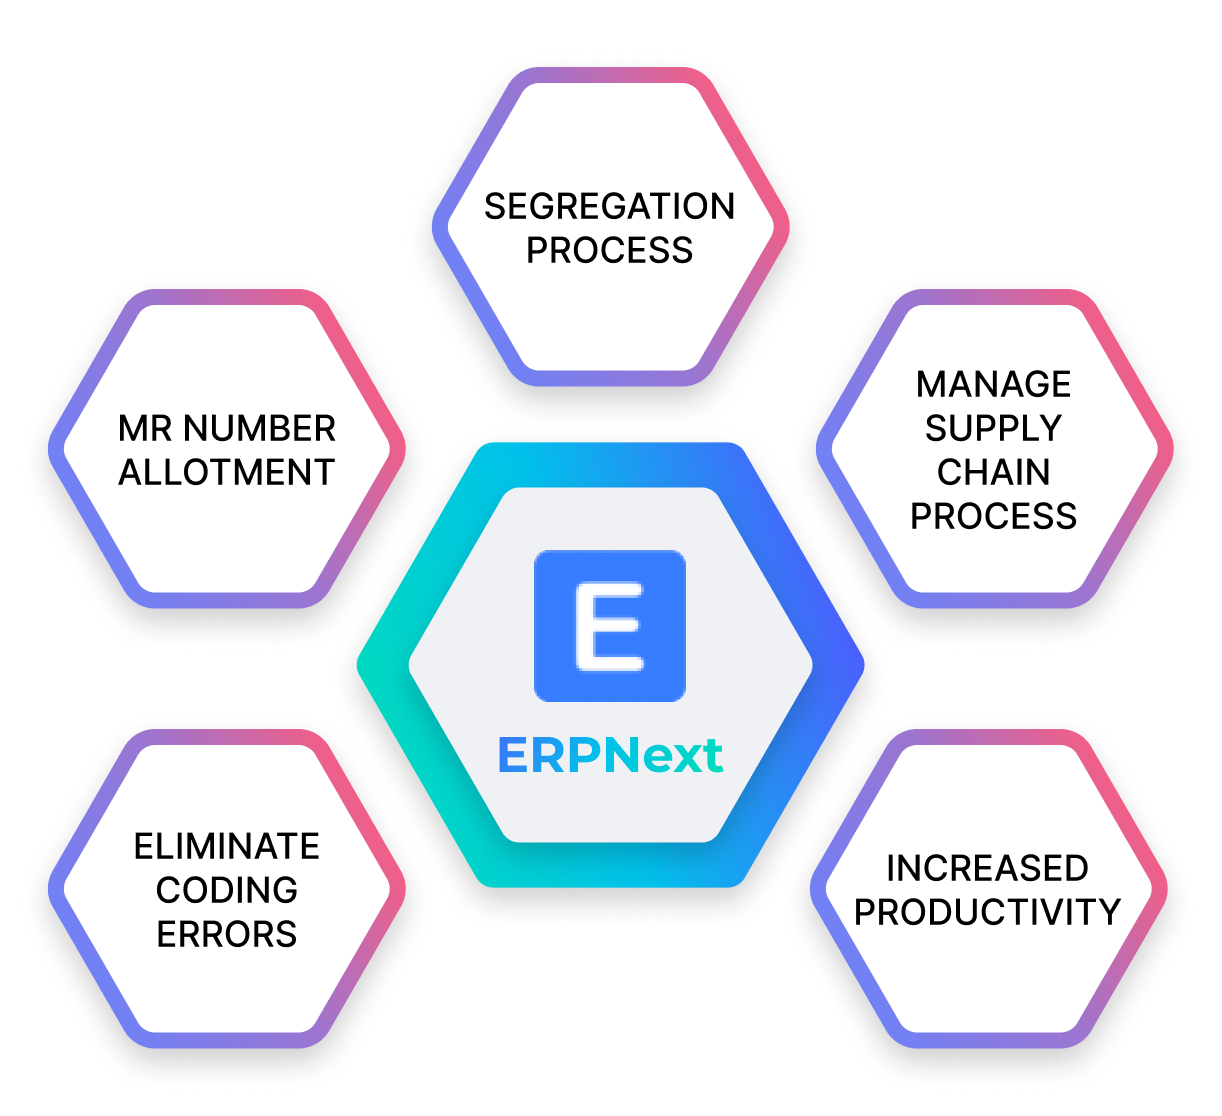 SEGREGATION
PROCESS
MR NUMBER
ALLOTMENT
MANAGE
SUPPLY
CHAIN
PROCESS
E
ERPNext
ELIMINATE
CODING
ERRORS
INCREASED
PRODUCTIVITY